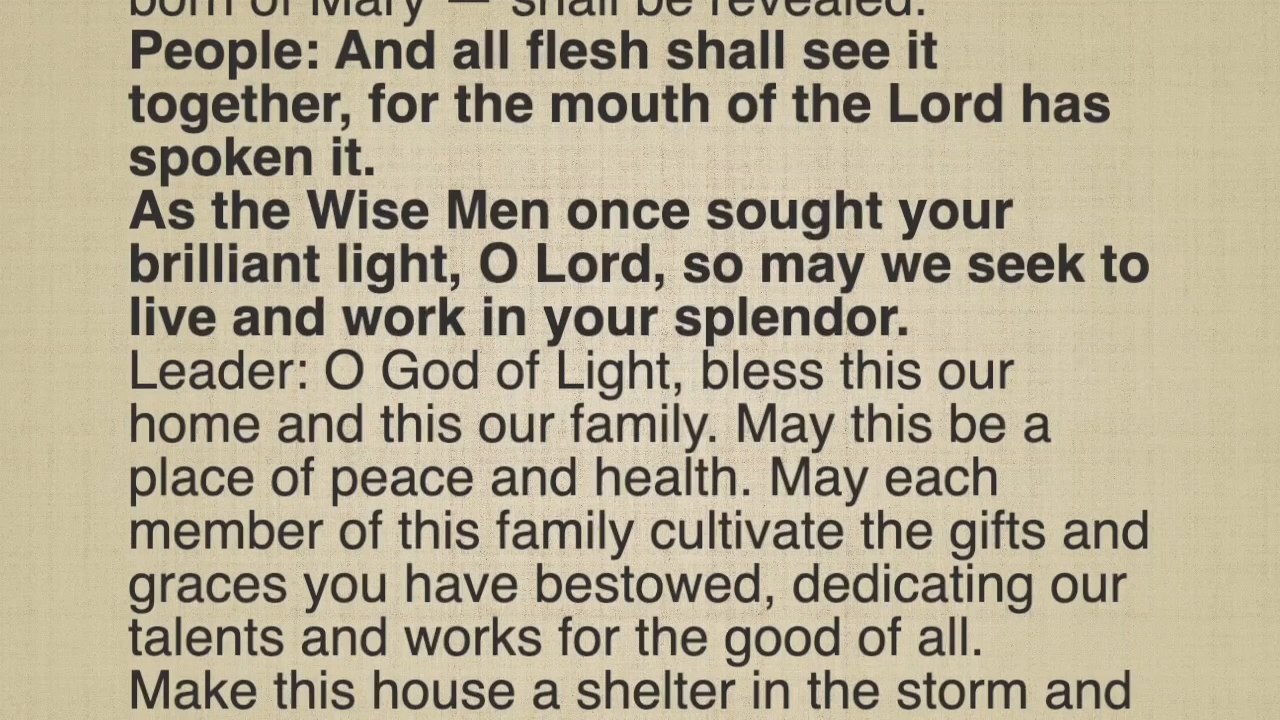 born of Mary — shall be revealed.
People: And all flesh shall see it
together, for the mouth of the Lord has
spoken it.
As the Wise Men once sought your
brilliant light, O Lord, so may we seek to
live and work in your splendor.
Leader: O God of Light, bless this our
home and this our family. May this be a
place of peace and health. May each
member of this family cultivate the gifts and
graces you have bestowed, dedicating our
talents and works for the good of all.
Make this house a shelter in the storm and